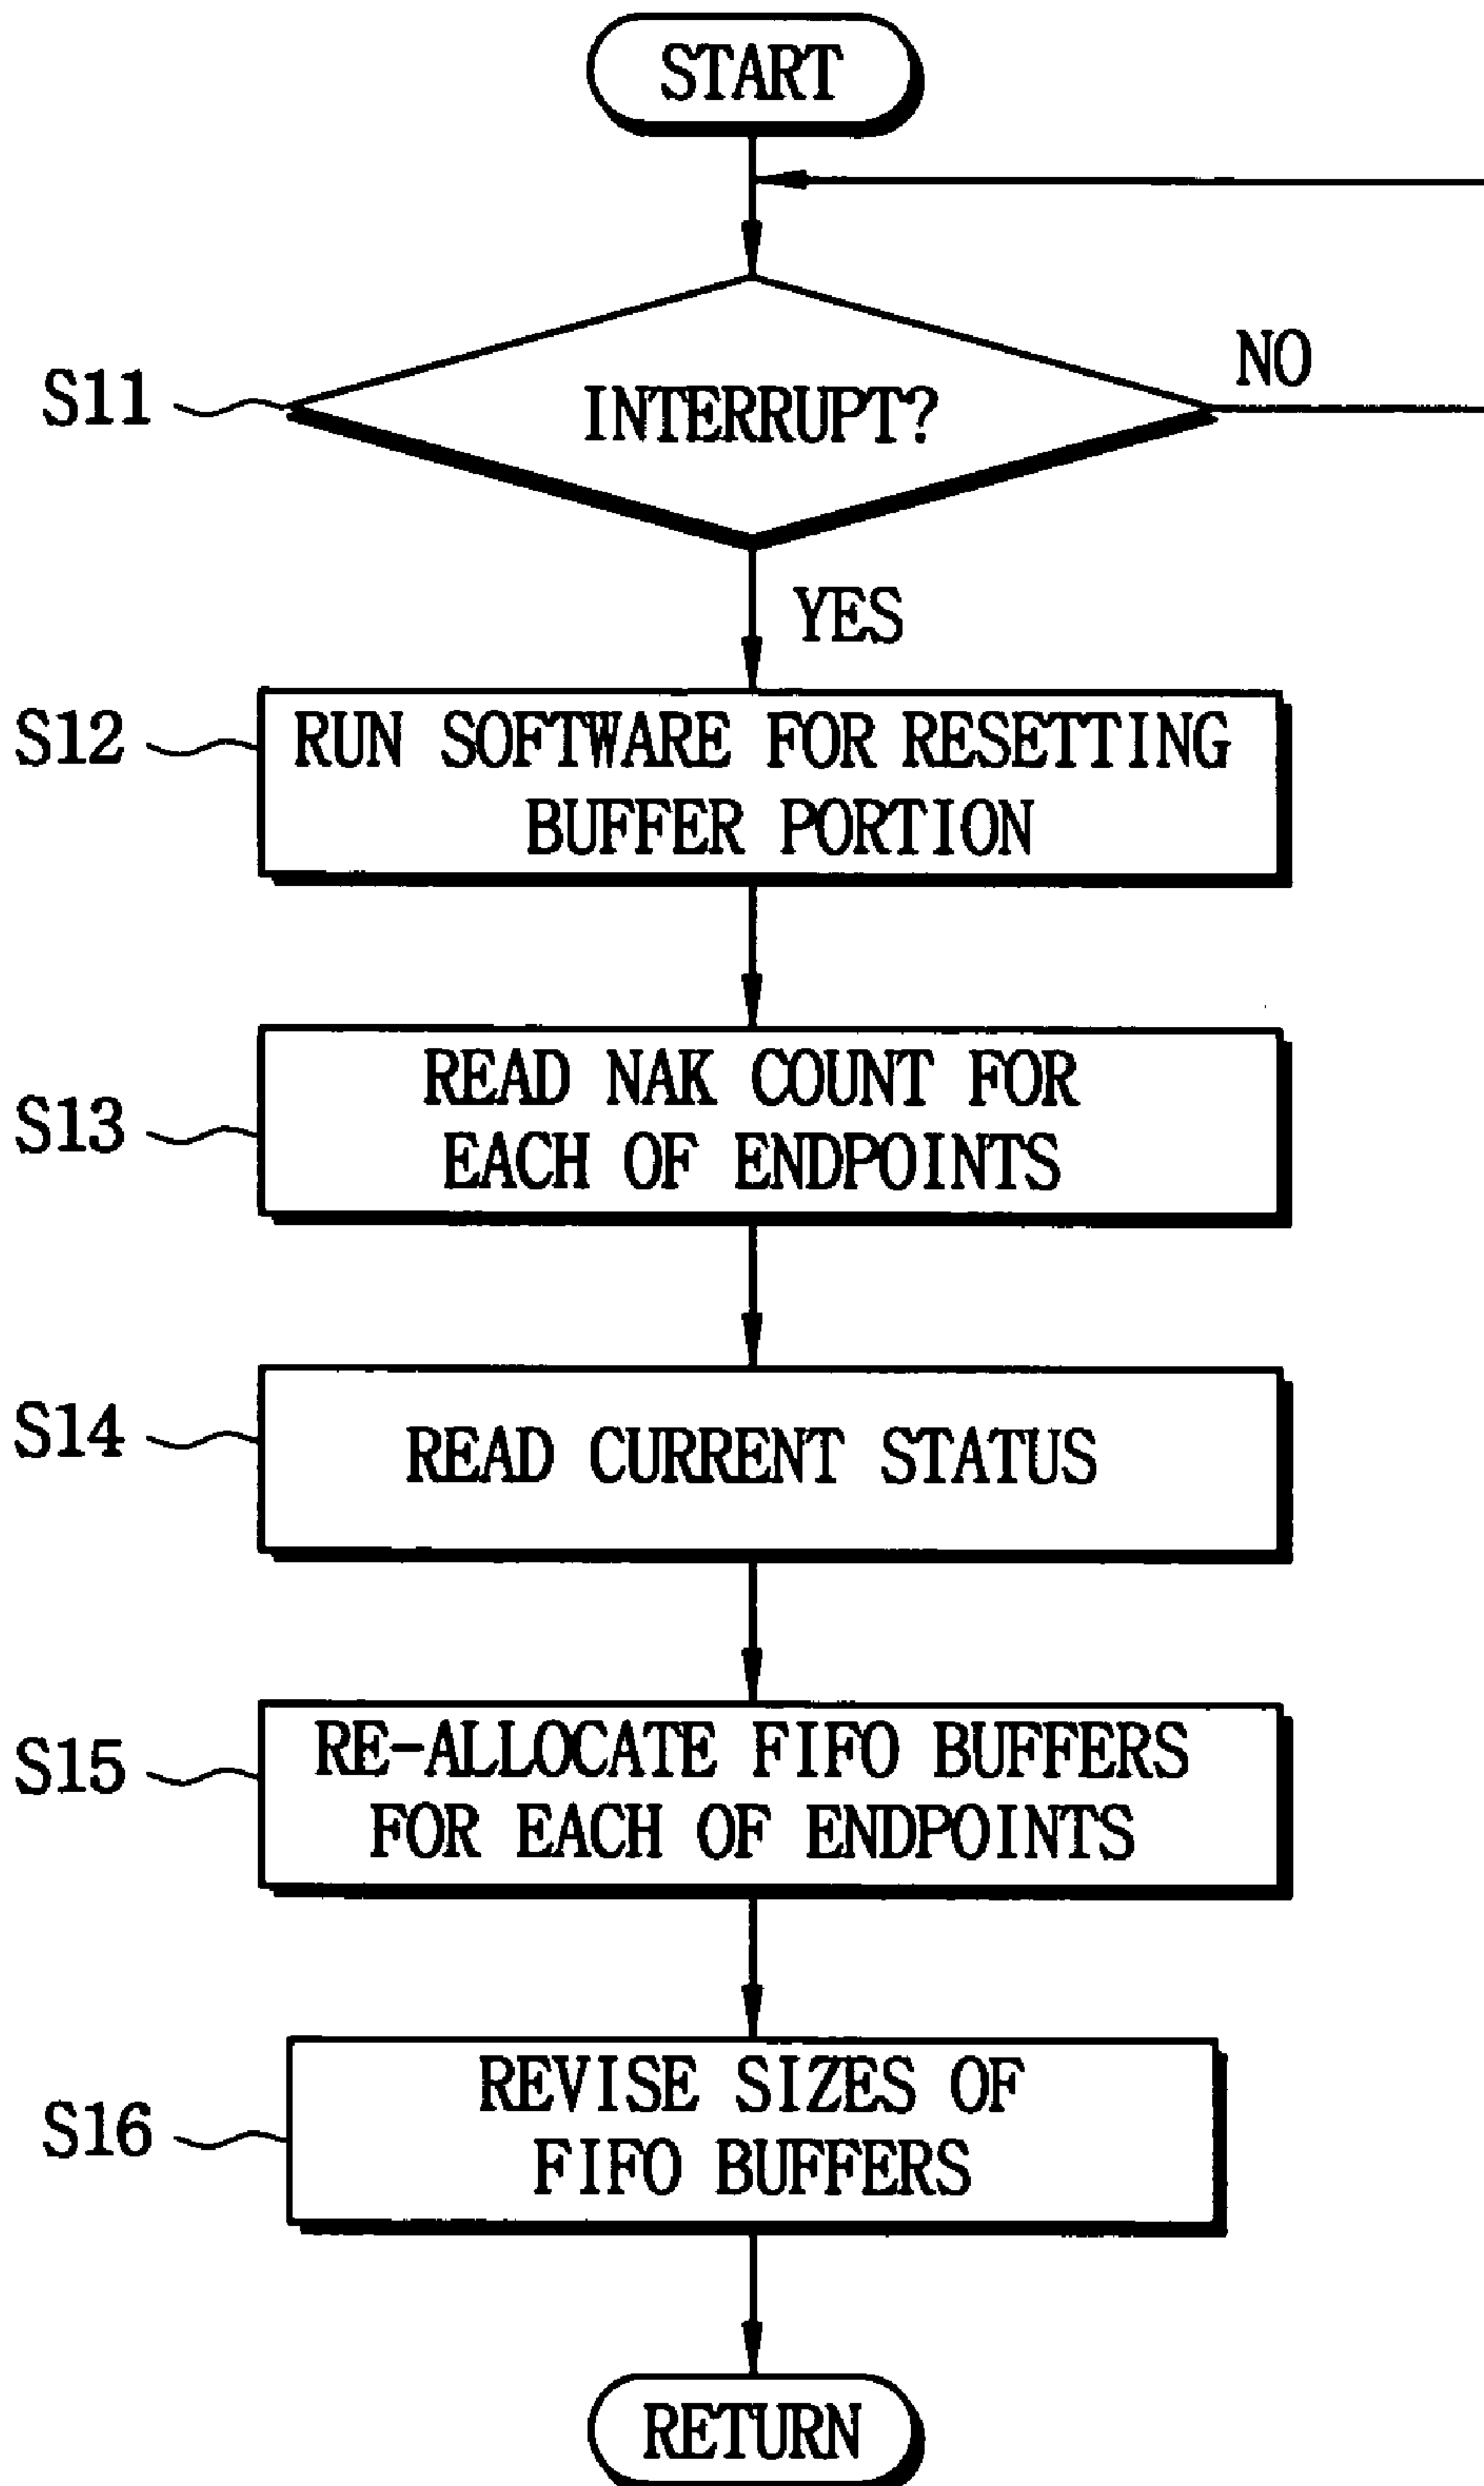 START
S11
INTERRUPT?
NO
YES
S12
RUN SOFTWARE FOR RESETTING
BUFFER PORTION
S13
READ NAK COUNT FOR
EACH OF ENDPOINTS
S14
READ CURRENT STATUS
S15
RE-ALLOCATE FIFO BUFFERS
FOR EACH OF ENDPOINTS
S16
REVISE SIZES OF
FIFO BUFFERS
RETURN